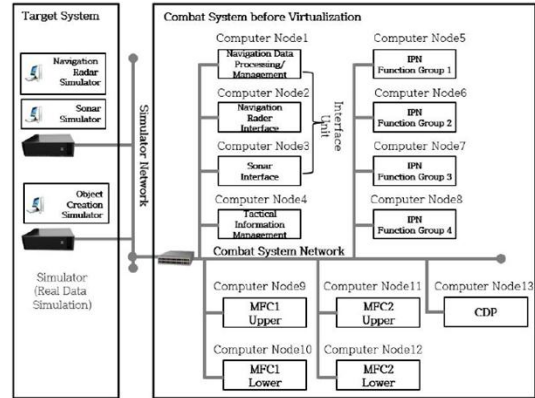 Target System
Navigation
Radar
Simulator
Sonar
Simulator
Object
Creation
Simulator
Simulator
(Real Data
Simulation)
Simulator Network
Combat System before Virtualization
Computer Node1
Navigation Data
Processing/
Management
Computer Node2
Navigation
Rader
Interface
Computer Node3
Sonar
Interface
Computer Node4
Tactical
Information
Management
Interface
Unit
Computer Node5
IPN
Function Group 1
Computer Node6
IPN
Function Group 2
Computer Node7
IPN
Function Group 3
Computer Node8
IPN
Function Group 4
Combat System Network
Computer Node9
MFC1
Upper
Computer Node11
MFC2
Upper
Computer Node13
CDP
Computer Node10
MFC1
Lower
Computer Node12
MFC2
Lower